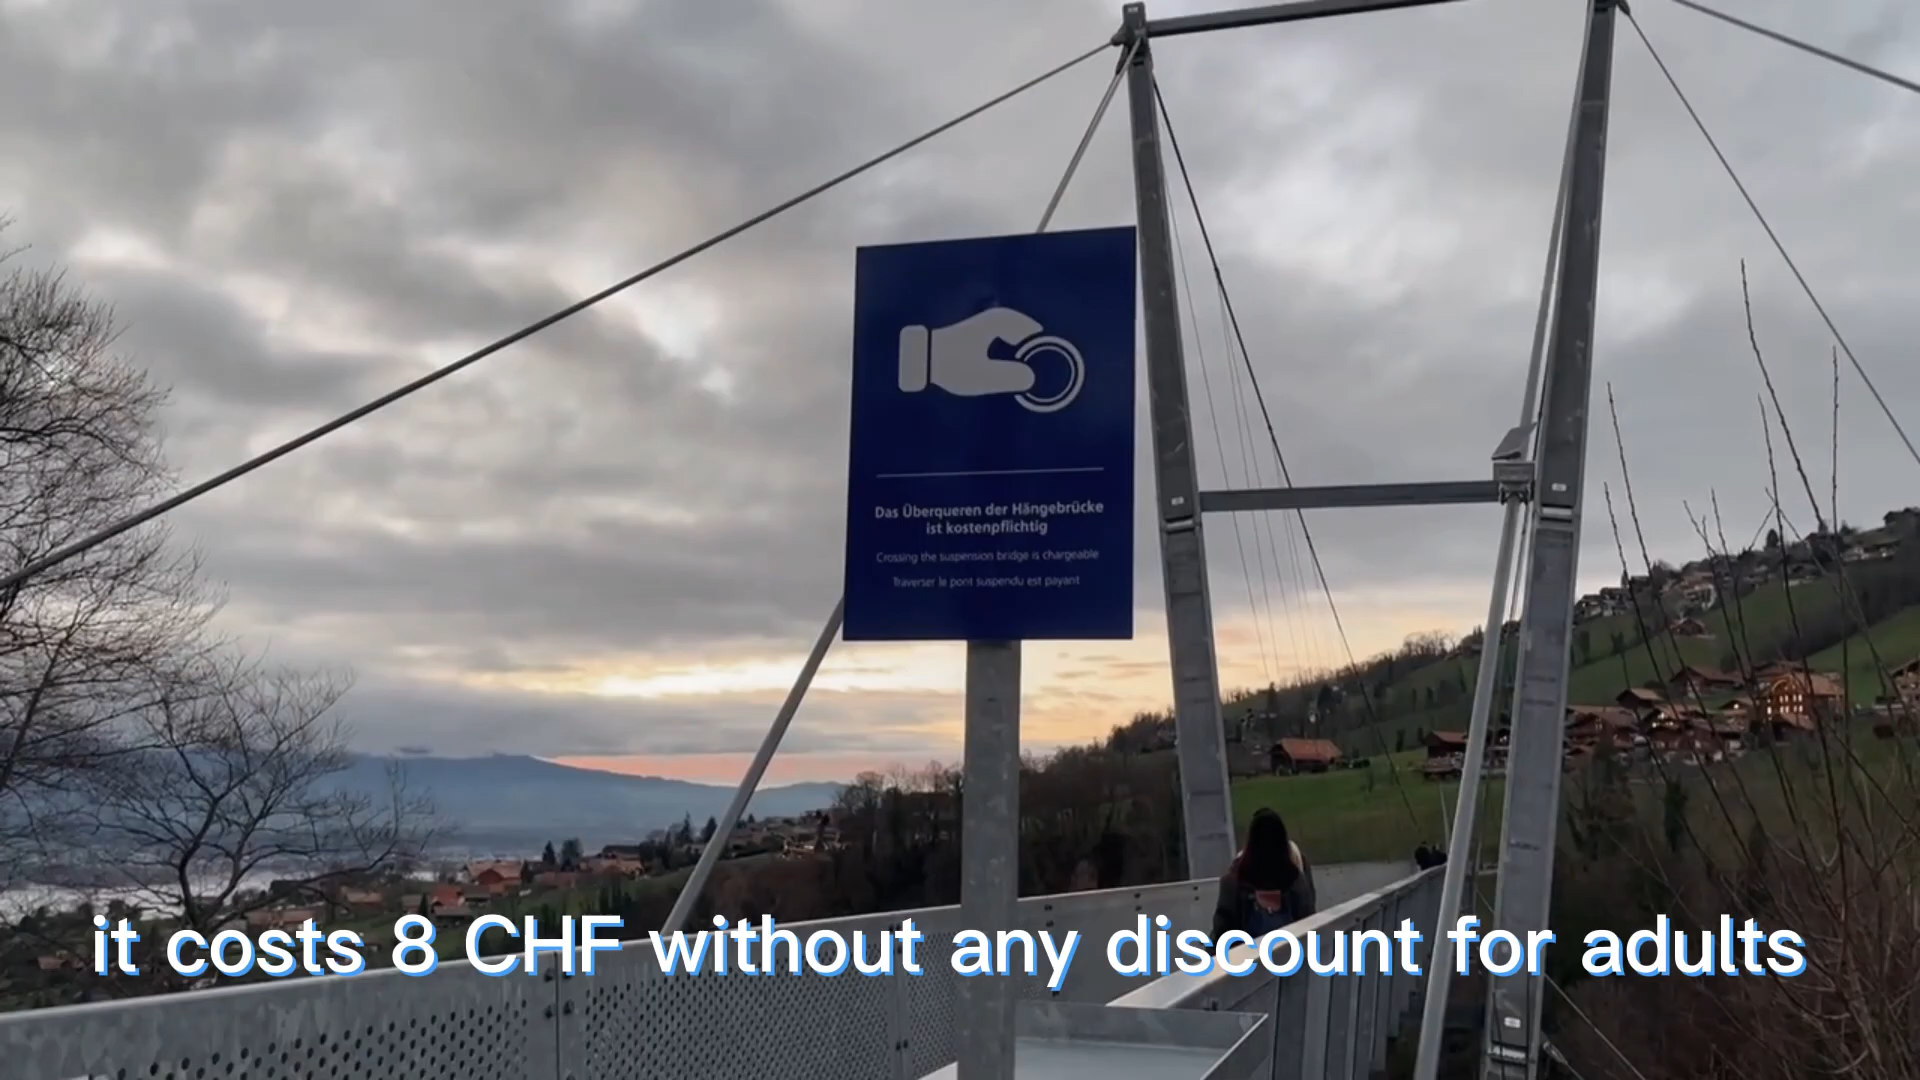 Das Überqueren der Hängebrücke
ist kostenpflichtig
Crossing the suspension bridge is chargeable
Traverser le pont suspendu est payant
it costs 8 CHF without any discount for adults